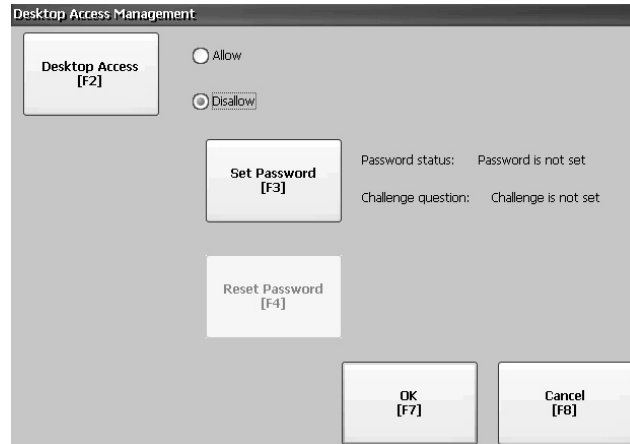 Desktop Access Management
Desktop Access
[F2]
Allow
Disallow
Set Password
[F3]
Password status: Password is not set
Challenge question: Challenge is not set
Reset Password
[F4]
OK
[F7]
Cancel
[F8]